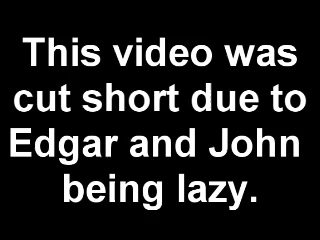 This video was
cut short due to
Edgar and John
being lazy.